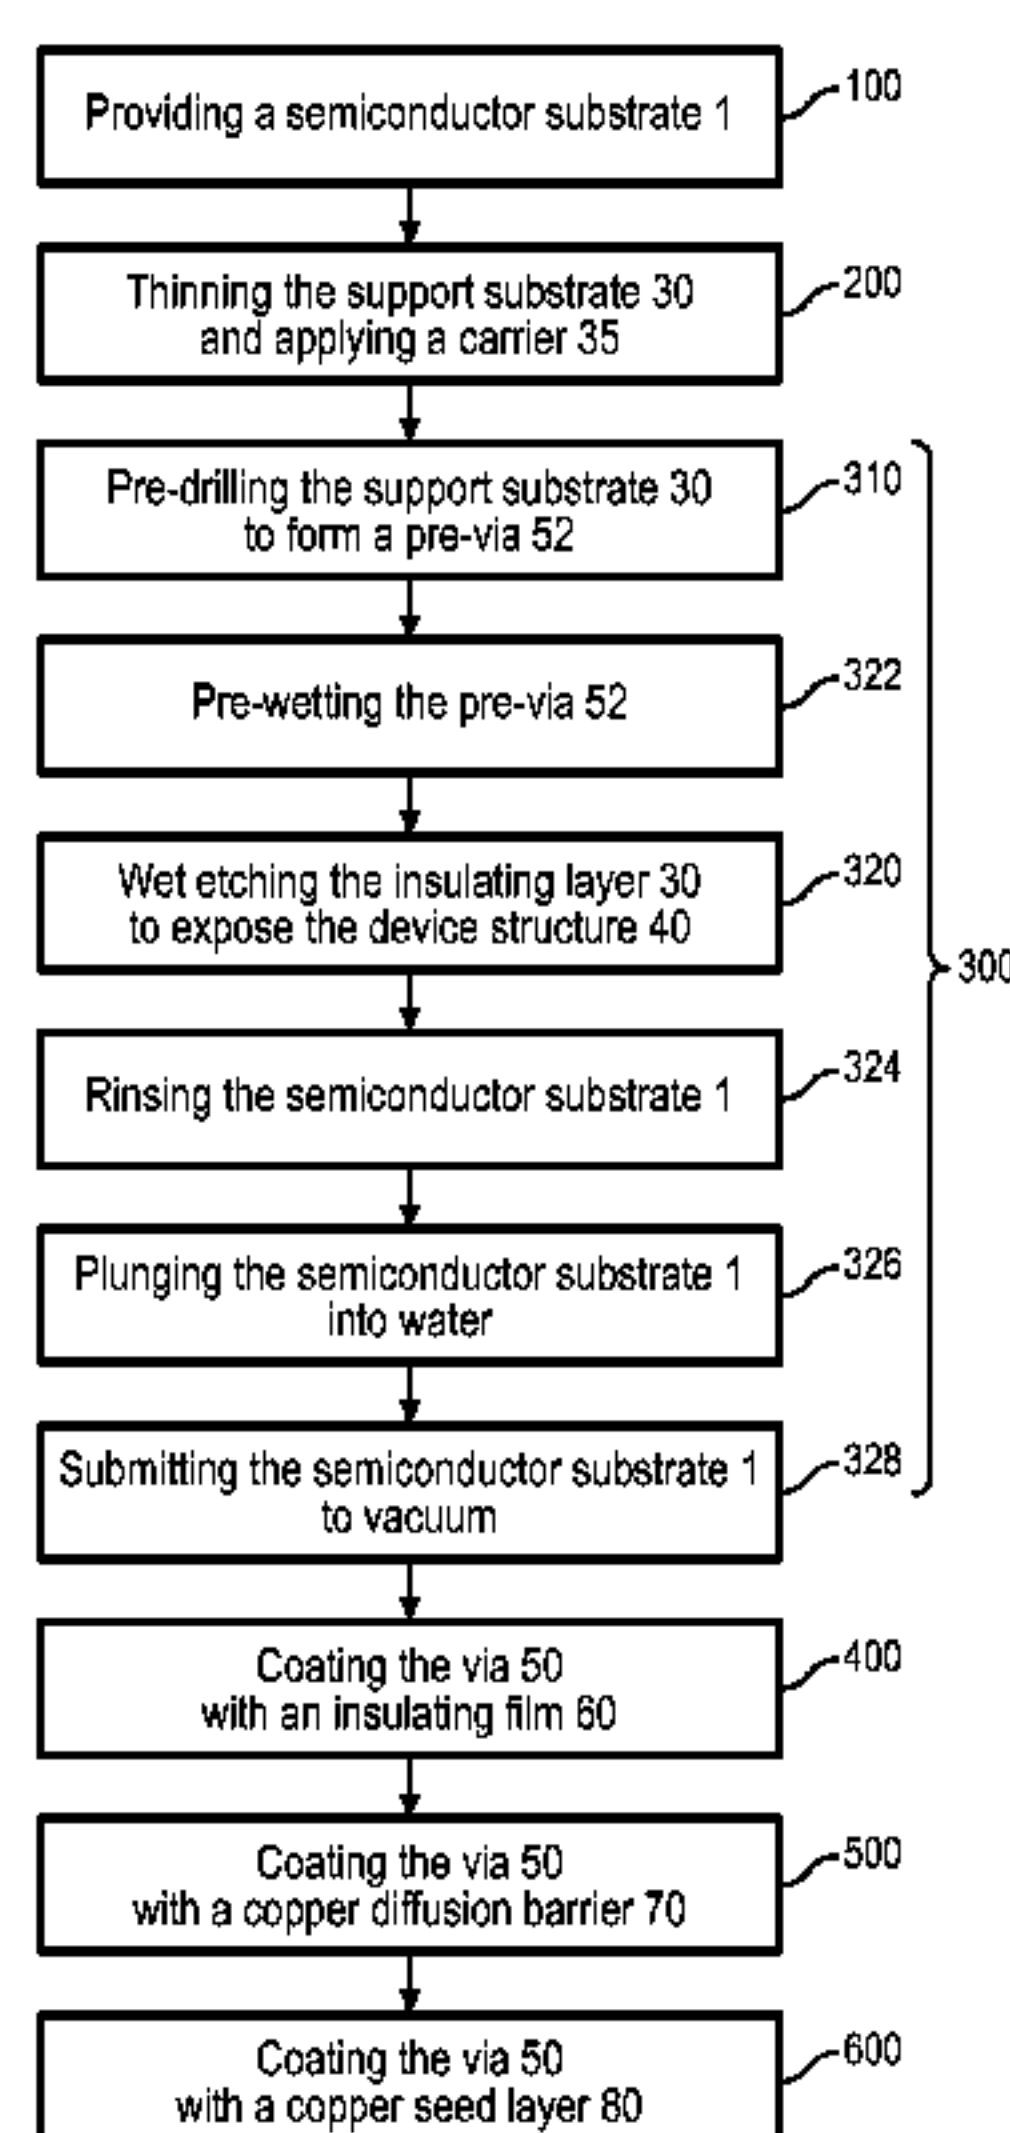 Providing a semiconductor substrate 1
100
Thinning the support substrate 30
and applying a carrier 35
200
Pre-drilling the support substrate 30
to form a pre-via 52
310
Pre-wetting the pre-via 52
322
Wet etching the insulating layer 30
to expose the device structure 40
320
300
Rinsing the semiconductor substrate 1
324
Plunging the semiconductor substrate 1
into water
326
Submitting the semiconductor substrate 1
to vacuum
328
Coating the via 50
with an insulating film 60
400
Coating the via 50
with a copper diffusion barrier 70
500
Coating the via 50
with a copper seed layer 80
600